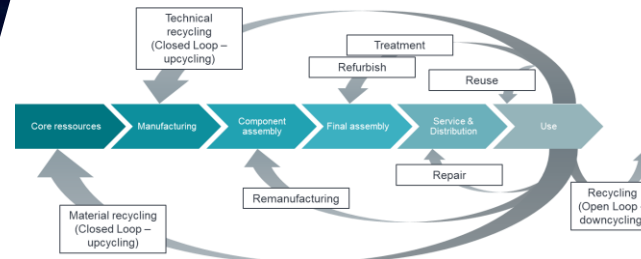 Technical
recycling
(Closed Loop –
upcycling)
Treatment
Refurbish
Reuse
Core ressources
Manufacturing
Component
assembly
Final assembly
Service &
Distribution
Use
Repair
Remanufacturing
Material recycling
(Closed Loop –
upcycling)
Recycling
(Open Loop –
downcycling